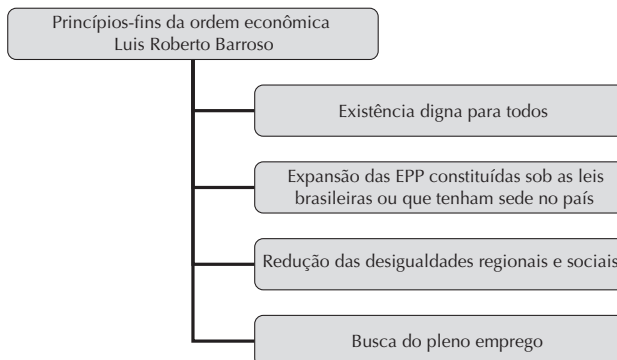 Princípios-fins da ordem econômica
Luis Roberto Barroso
Existência digna para todos
Expansão das EPP constituídas sob as leis
brasileiras ou que tenham sede no país
Redução das desigualdades regionais e sociais
Busca do pleno emprego